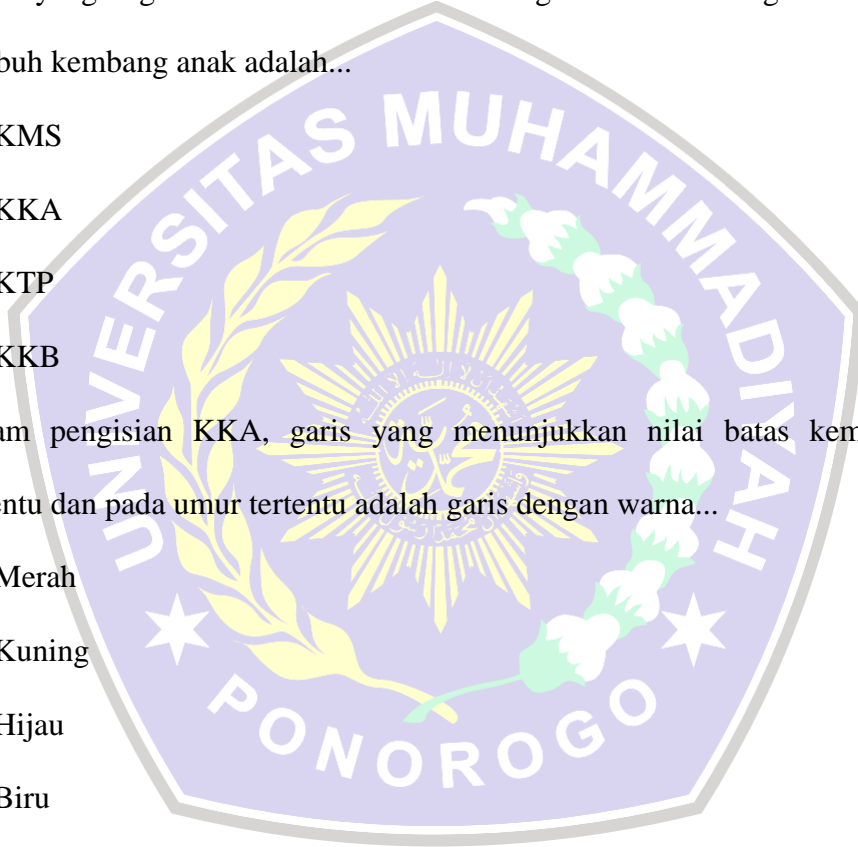 buh kembang anak adalah...
KMS
KKA
KTP
KKB
am pengisian KKA, garis yang menunjukkan nilai batas kem
entu dan pada umur tertentu adalah garis dengan warna...
Merah
Kuning
Hijau
Biru
UNIVERSITAS MUHAMMADIYAH
PONOROGO